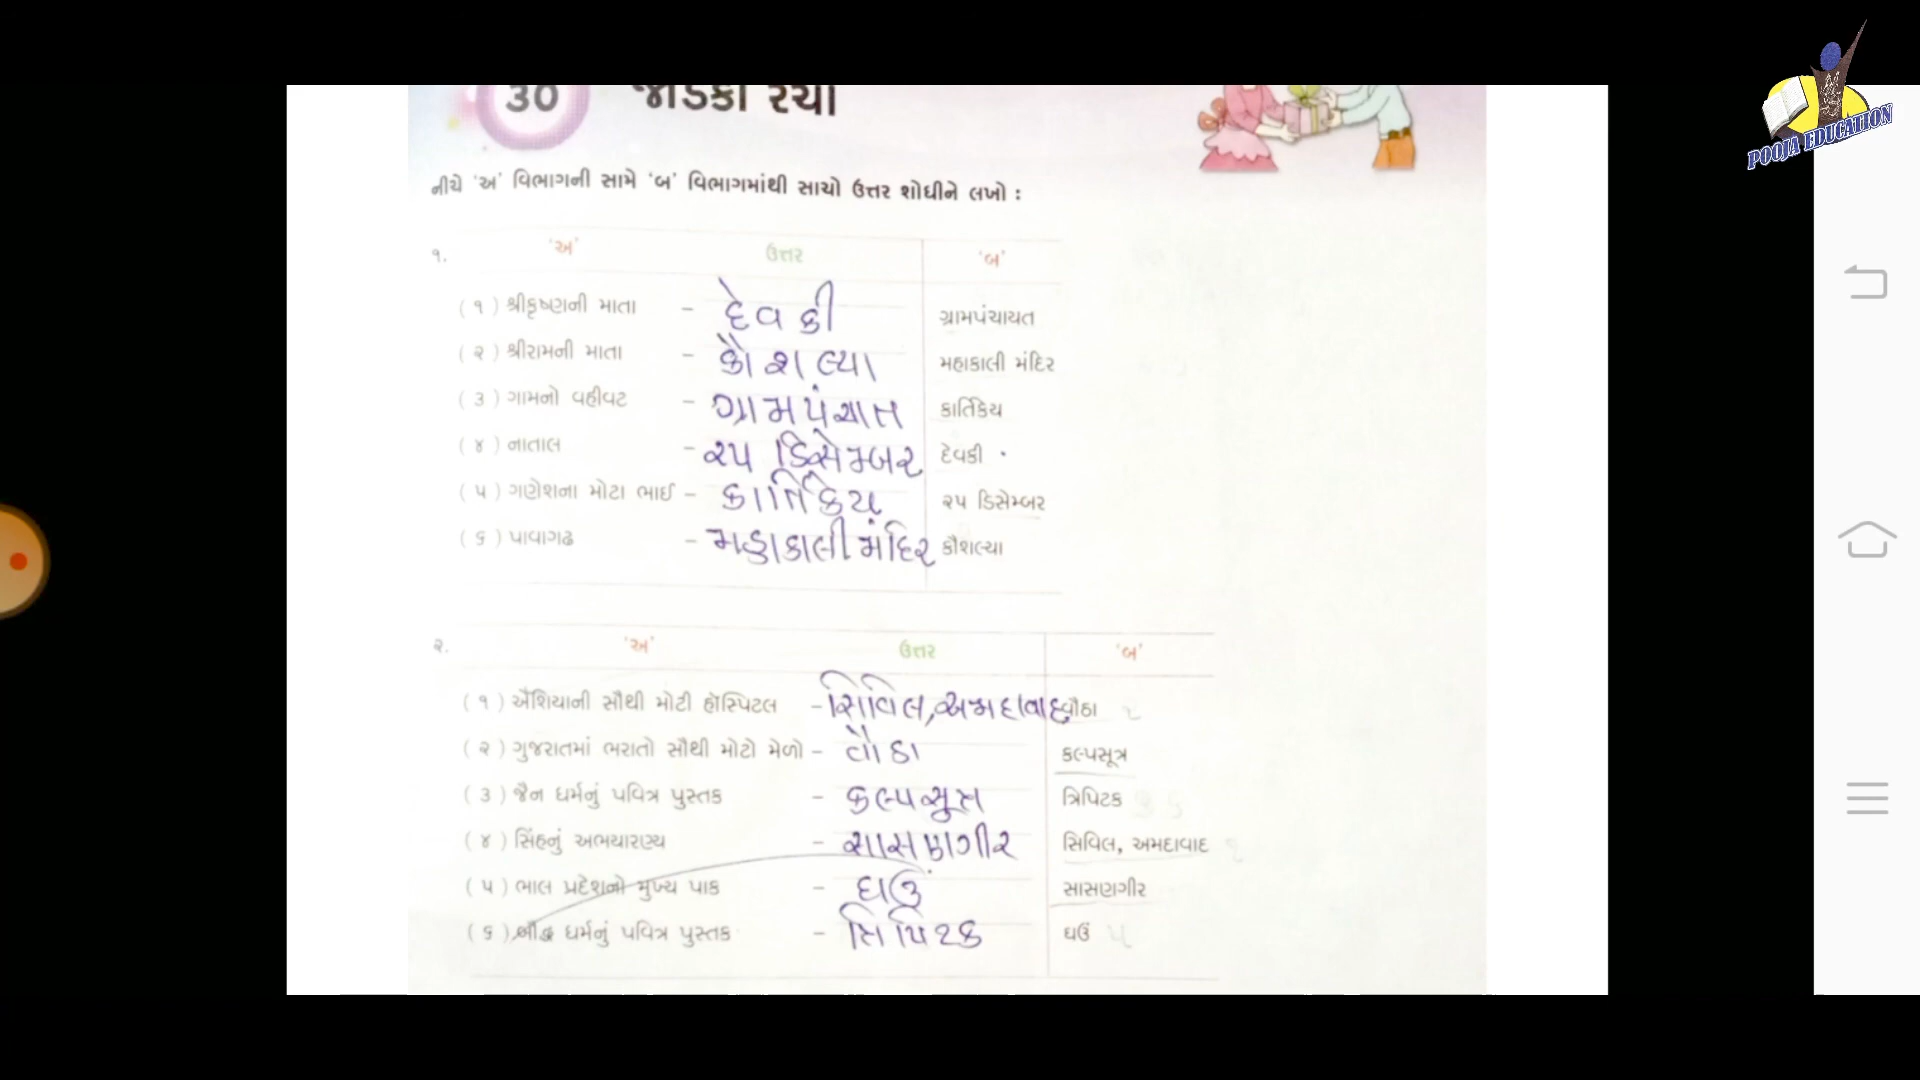 30 જોડકાં રચો
POOJA EDUCATION
નીચે 'અ' વિભાગની સામે 'બ' વિભાગમાંથી સાચો ઉત્તર શોધીને લખો :
૧. 'અ' ઉત્તર 'બ'
(૧) શ્રીકૃષ્ણની માતા - દેવકી ગ્રામપંચાયત
(૨) શ્રીરામની માતા - કૌશલ્યા મહાકાલી મંદિર
(૩) ગામનો વહીવટ - ગ્રામપંચાત કાર્તિકેય
(૪) નાતાલ - ૨૫ ડિસેમ્બર દેવકી
(૫) ગણેશના મોટા ભાઈ - કાર્તિકેય ૨૫ ડિસેમ્બર
(૬) પાવાગઢ - મહાકાલી મંદિર કૌશલ્યા
૨. 'અ' ઉત્તર 'બ'
(૧) એશિયાની સૌથી મોટી હૉસ્પિટલ - સિવિલ, અમદાવાદ વૌઠા ૨
(૨) ગુજરાતમાં ભરાતો સૌથી મોટો મેળો - વૌઠા કલ્પસૂત્ર
(૩) જૈન ધર્મનું પવિત્ર પુસ્તક - કલ્પસુત્ર ત્રિપિટક
(૪) સિંહનું અભયારણ્ય - સાસણગીર સિવિલ, અમદાવાદ
(૫) ભાલ પ્રદેશનો મુખ્ય પાક - ઘઉં સાસણગીર
(૬) બૌદ્ધ ધર્મનું પવિત્ર પુસ્તક - ત્રિપિટક ઘઉં ૫